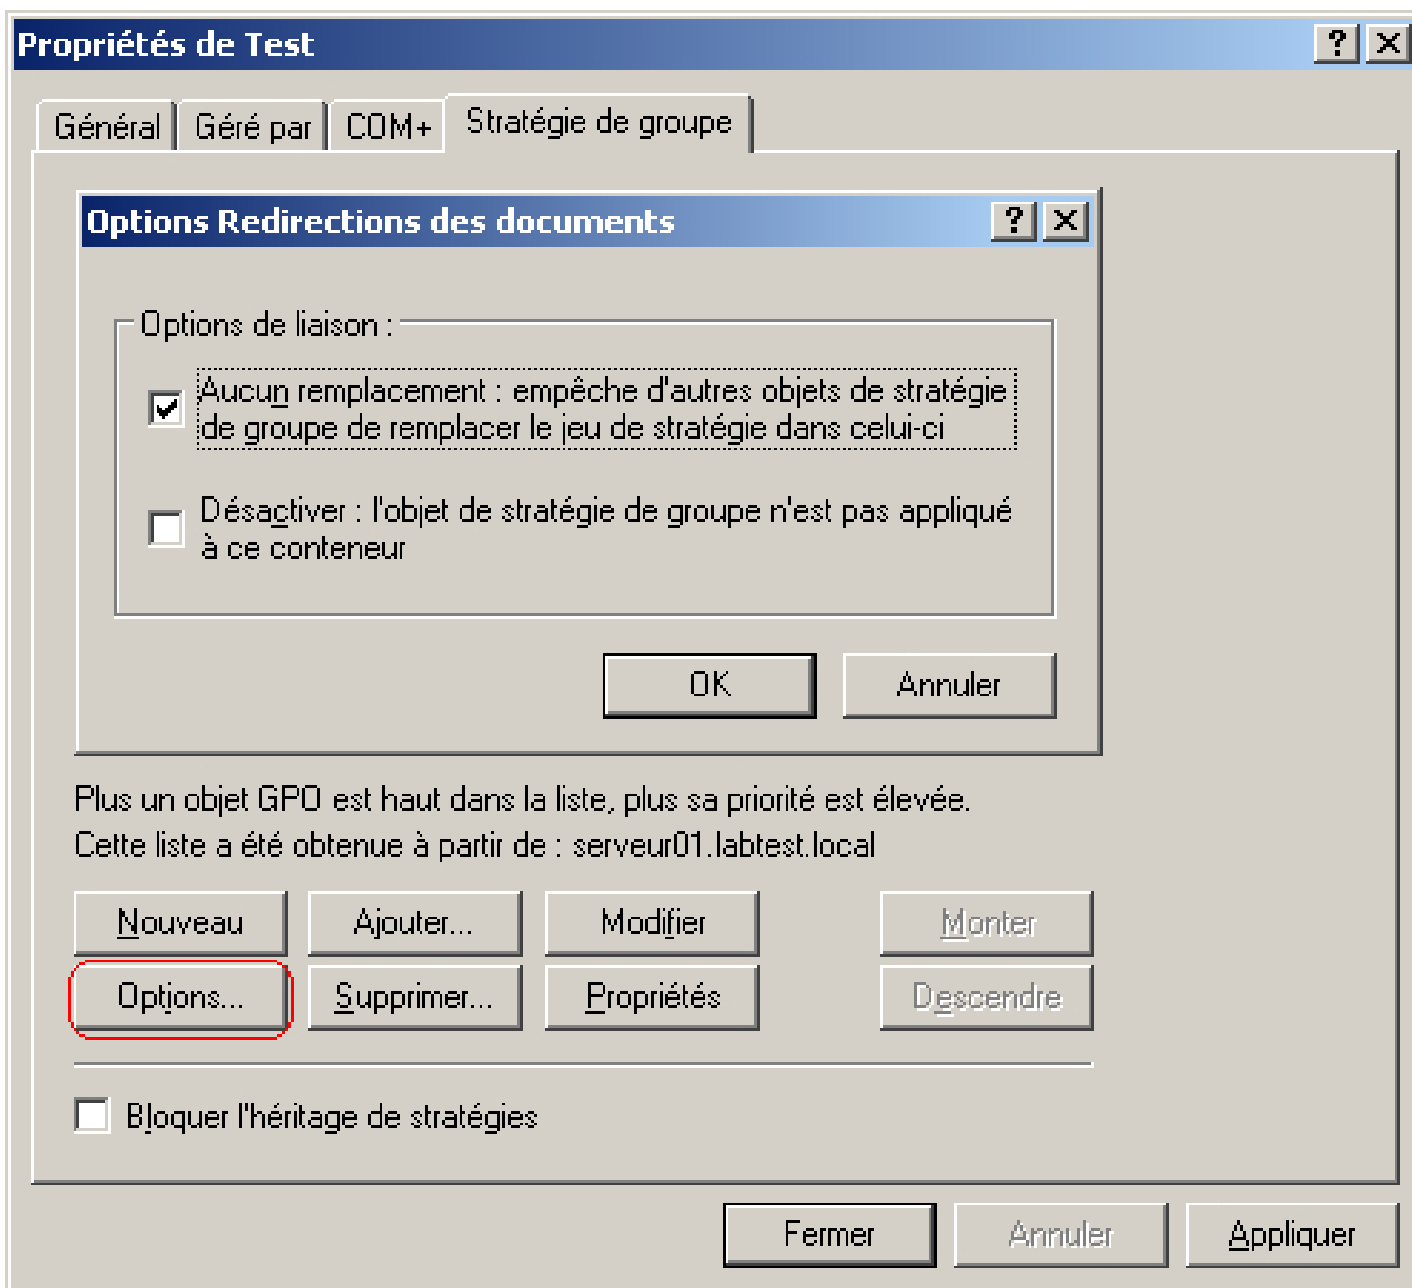 Propriétés de Test
Général Géré par COM+ Stratégie de groupe
Options Redirections des documents
Options de liaison :
Aucun remplacement : empêche d'autres objets de stratégie
de groupe de remplacer le jeu de stratégie dans celui-ci
Désactiver : l'objet de stratégie de groupe n'est pas appliqué
à ce conteneur
OK Annuler
Plus un objet GPO est haut dans la liste, plus sa priorité est élevée.
Cette liste a été obtenue à partir de : serveur01.labtest.local
Nouveau Ajouter... Modifier Monter
Options... Supprimer... Propriétés Descendre
Bloquer l'héritage de stratégies
Fermer Annuler Appliquer